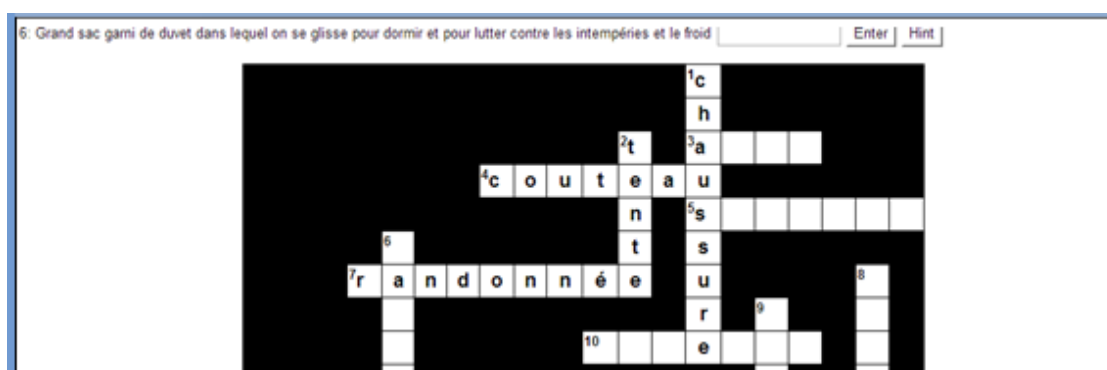 6: Grand sac garni de duvet dans lequel on se glisse pour dormir et pour lutter contre les intempéries et le froid Enter Hint
1c
h
2t 3a
4c o u t e a u
n 5s
6 t s
7r a n d o n n é e u 8
r 9
10 e